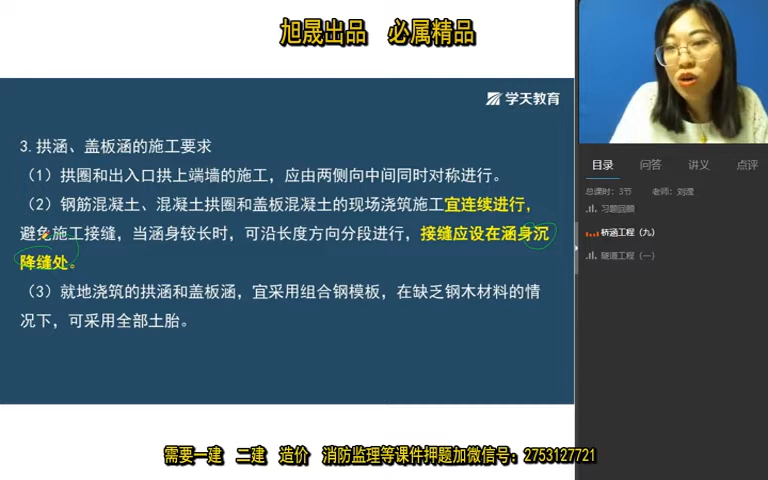 旭晟出品 必属精品
学天教育
3.拱涵、盖板涵的施工要求
（1）拱圈和出入口拱上端墙的施工，应由两侧向中间同时对称进行。
（2）钢筋混凝土、混凝土拱圈和盖板混凝土的现场浇筑施工宜连续进行，
避免施工接缝，当涵身较长时，可沿长度方向分段进行，接缝应设在涵身沉
降缝处。
（3）就地浇筑的拱涵和盖板涵，宜采用组合钢模板，在缺乏钢木材料的情
况下，可采用全部土胎。
目录 问答 讲义 点评
总课时：3节 老师：刘滢
习题回顾
桥涵工程（九）
隧道工程（一）
需要一建 二建 造价 消防监理等课件押题加微信号：2753127721